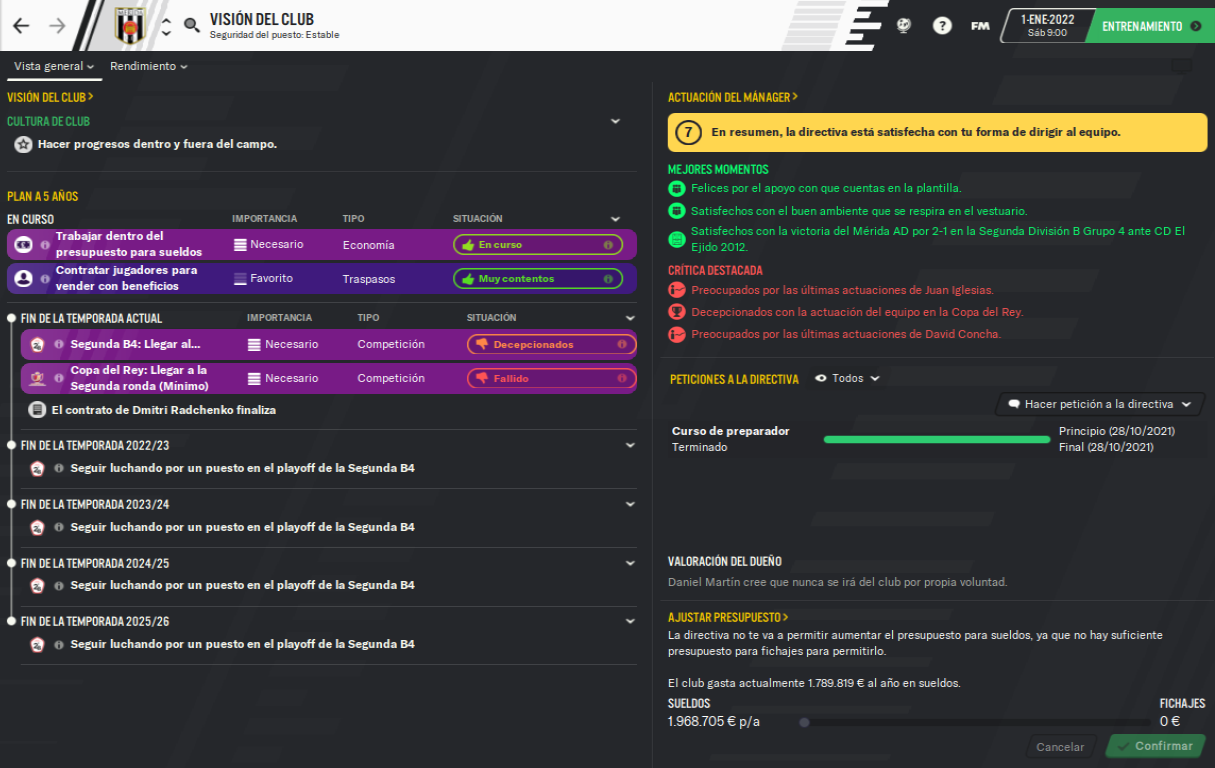 VISIÓN DEL CLUB
Seguridad del puesto: Estable
?
FM
1-ENE-2022
Sáb 9:00
ENTRENAMIENTO
Vista general
Rendimiento
VISIÓN DEL CLUB >
CULTURA DE CLUB
Hacer progresos dentro y fuera del campo.
PLAN A 5 AÑOS
EN CURSO IMPORTANCIA TIPO SITUACIÓN
Trabajar dentro del
presupuesto para sueldos
Necesario Economía En curso
Contratar jugadores para
vender con beneficios
Favorito Traspasos Muy contentos
FIN DE LA TEMPORADA ACTUAL IMPORTANCIA TIPO SITUACIÓN
Segunda B4: Llegar al... Necesario Competición Decepcionados
Copa del Rey: Llegar a la
Segunda ronda (Mínimo)
Necesario Competición Fallido
El contrato de Dmitri Radchenko finaliza
FIN DE LA TEMPORADA 2022/23
Seguir luchando por un puesto en el playoff de la Segunda B4
FIN DE LA TEMPORADA 2023/24
Seguir luchando por un puesto en el playoff de la Segunda B4
FIN DE LA TEMPORADA 2024/25
Seguir luchando por un puesto en el playoff de la Segunda B4
FIN DE LA TEMPORADA 2025/26
Seguir luchando por un puesto en el playoff de la Segunda B4
ACTUACIÓN DEL MÁNAGER >
7 En resumen, la directiva está satisfecha con tu forma de dirigir al equipo.
MEJORES MOMENTOS
Felices por el apoyo con que cuentas en la plantilla.
Satisfechos con el buen ambiente que se respira en el vestuario.
Satisfechos con la victoria del Mérida AD por 2-1 en la Segunda División B Grupo 4 ante CD El
Ejido 2012.
CRÍTICA DESTACADA
Preocupados por las últimas actuaciones de Juan Iglesias.
Decepcionados con la actuación del equipo en la Copa del Rey.
Preocupados por las últimas actuaciones de David Concha.
PETICIONES A LA DIRECTIVA Todos
Hacer petición a la directiva
Curso de preparador Principio (28/10/2021)
Terminado Final (28/10/2021)
VALORACIÓN DEL DUEÑO
Daniel Martín cree que nunca se irá del club por propia voluntad.
AJUSTAR PRESUPUESTO >
La directiva no te va a permitir aumentar el presupuesto para sueldos, ya que no hay suficiente
presupuesto para fichajes para permitirlo.
El club gasta actualmente 1.789.819 € al año en sueldos.
SUELDOS FICHAJES
1.968.705 € p/a 0 €
Cancelar Confirmar